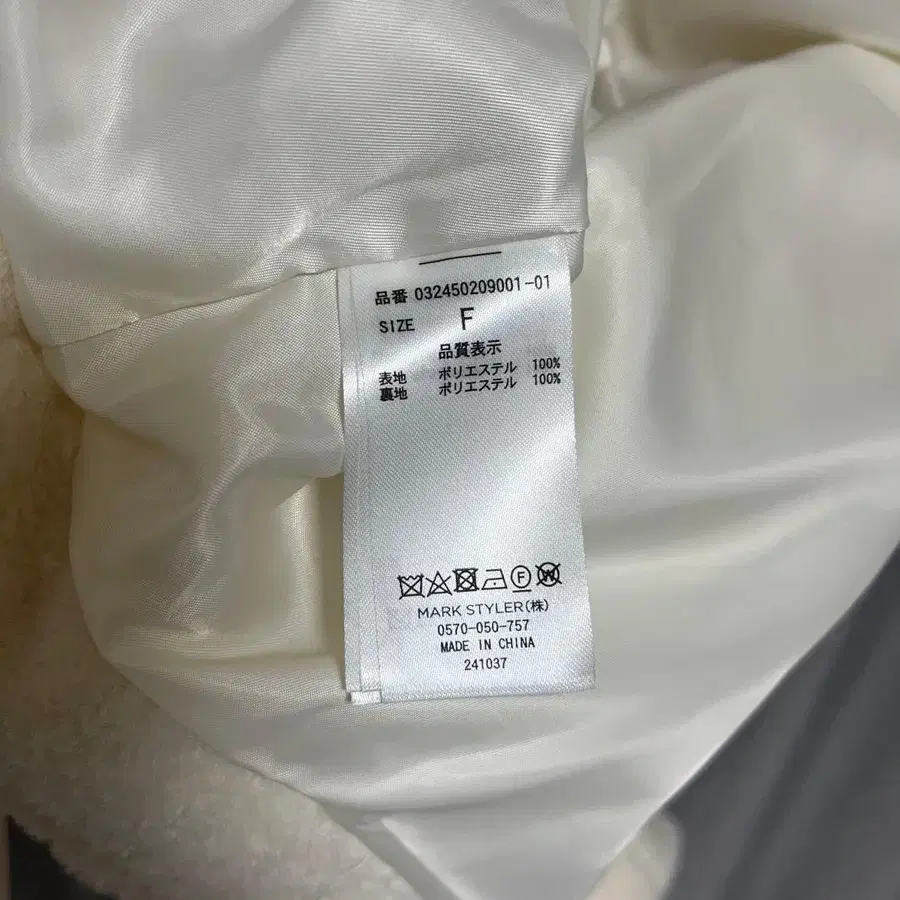 品番 032450209001-01
SIZE F
品質表示
表地 ポリエステル 100%
裏地 ポリエステル 100%
F W
MARK STYLER(株)
0570-050-757
MADE IN CHINA
241037